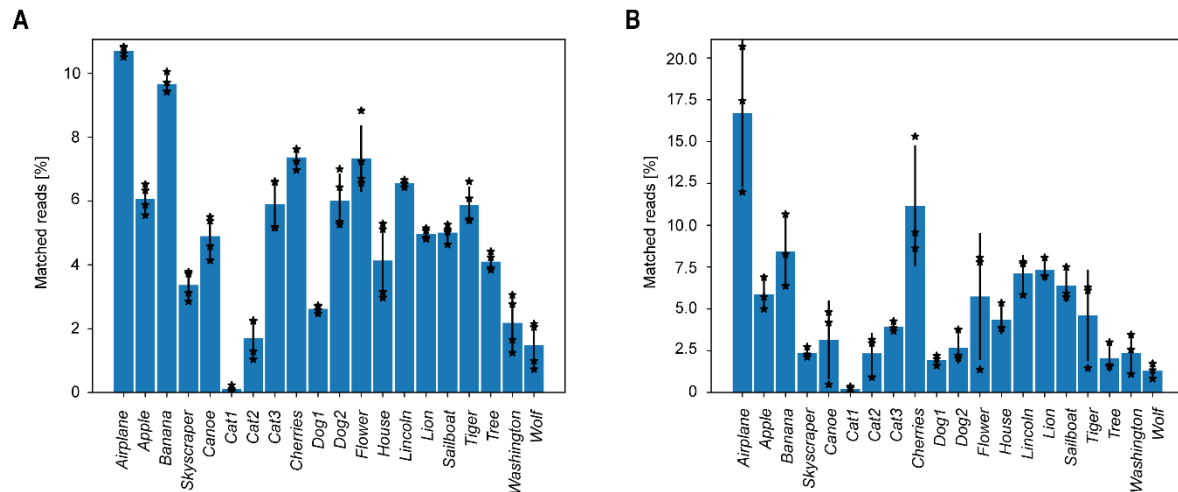 A
Matched reads [%]
10
8
6
4
2
0
Airplane
Apple
Banana
Skyscraper
Canoe
Cat1
Cat2
Cat3
Cherries
Dog1
Dog2
Flower
House
Lincoln
Lion
Sailboat
Tiger
Tree
Washington
Wolf
B
Matched reads [%]
20.0
17.5
15.0
12.5
10.0
7.5
5.0
2.5
0
Airplane
Apple
Banana
Skyscraper
Canoe
Cat1
Cat2
Cat3
Cherries
Dog1
Dog2
Flower
House
Lincoln
Lion
Sailboat
Tiger
Tree
Washington
Wolf